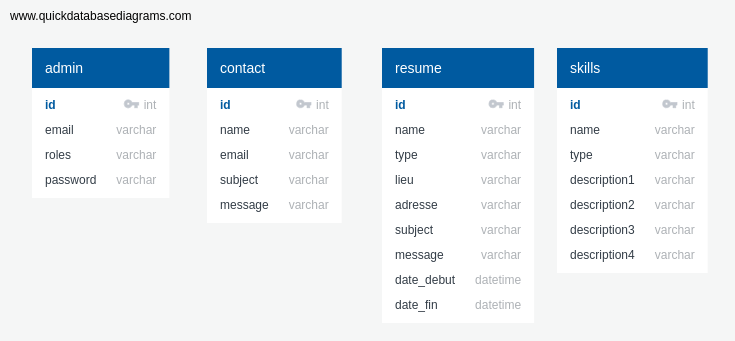 www.quickdatabasediagrams.com
admin
id int
email varchar
roles varchar
password varchar
contact
id int
name varchar
email varchar
subject varchar
message varchar
resume
id int
name varchar
type varchar
lieu varchar
adresse varchar
subject varchar
message varchar
date_debut datetime
date_fin datetime
skills
id int
name varchar
type varchar
description1 varchar
description2 varchar
description3 varchar
description4 varchar